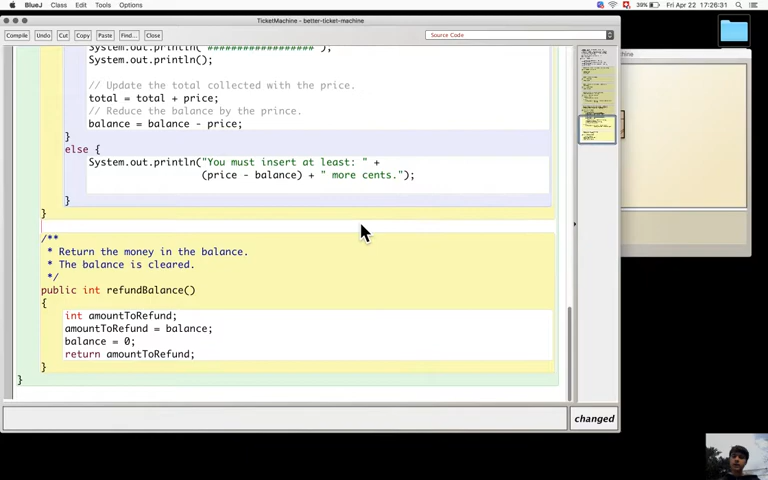 BlueJ Class Edit Tools Options 39% Fri Apr 22 17:26:31
TicketMachine - better-ticket-machine
Compile Undo Cut Copy Paste Find... Close Source Code
System.out.println("##################");
System.out.println();
// Update the total collected with the price.
total = total + price;
// Reduce the balance by the prince.
balance = balance - price;
}
else {
System.out.println("You must insert at least: " +
(price - balance) + " more cents.");
}
}
/**
* Return the money in the balance.
* The balance is cleared.
*/
public int refundBalance()
{
int amountToRefund;
amountToRefund = balance;
balance = 0;
return amountToRefund;
}
}
changed